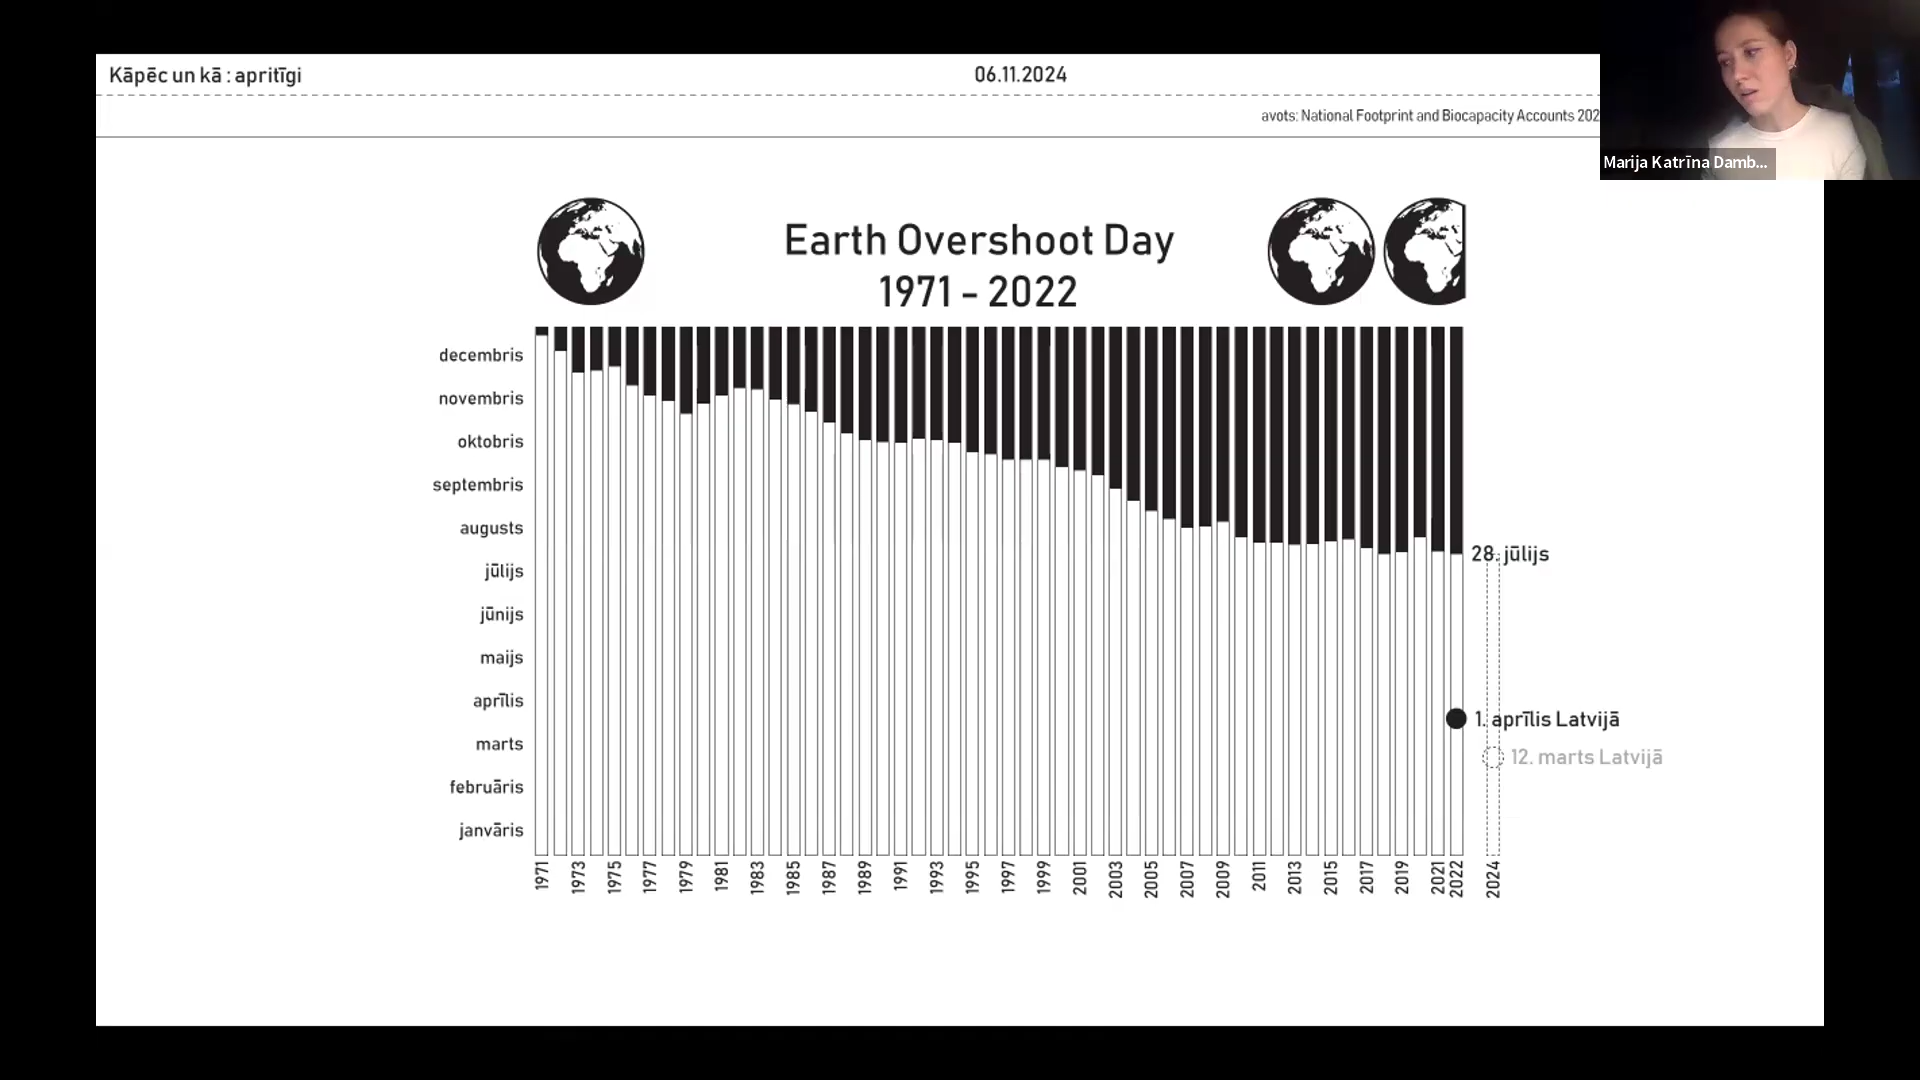 Kāpēc un kā : apritīgi
06.11.2024
avots: National Footprint and Biocapacity Accounts 202
Marija Katrīna Damb...
Earth Overshoot Day
1971 - 2022
decembris
novembris
oktobris
septembris
augusts
jūlijs
jūnijs
maijs
aprīlis
marts
februāris
janvāris
28. jūlijs
1. aprīlis Latvijā
12. marts Latvijā
1971
1973
1975
1977
1979
1981
1983
1985
1987
1989
1991
1993
1995
1997
1999
2001
2003
2005
2007
2009
2011
2013
2015
2017
2019
2021
2022
2024